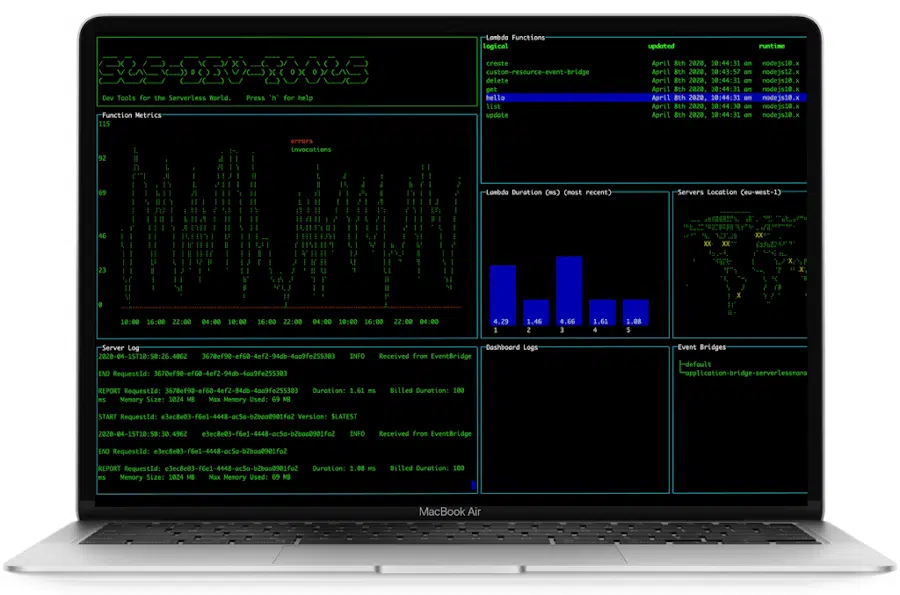 SLS-DEV-TOOLS
Dev Tools for the Serverless World.    Press 'h' for help
Function Metrics
115
92
69
46
23
0
errors
invocations
10:00 16:00 22:00 04:00 10:00 16:00 22:00 04:00 10:00 16:00 22:00 04:00
Server Log
2020-04-15T10:50:26.406Z 3670ef90-ef60-4ef2-94db-4aa9fe255303 INFO Received from EventBridge
END RequestId: 3670ef90-ef60-4ef2-94db-4aa9fe255303
REPORT RequestId: 3670ef90-ef60-4ef2-94db-4aa9fe255303 Duration: 1.61 ms Billed Duration: 100
ms Memory Size: 1024 MB Max Memory Used: 69 MB
START RequestId: e3ec8e03-f6e1-4448-ac5a-b2baa0901fa2 Version: $LATEST
2020-04-15T10:50:30.496Z e3ec8e03-f6e1-4448-ac5a-b2baa0901fa2 INFO Received from EventBridge
END RequestId: e3ec8e03-f6e1-4448-ac5a-b2baa0901fa2
REPORT RequestId: e3ec8e03-f6e1-4448-ac5a-b2baa0901fa2 Duration: 1.08 ms Billed Duration: 100
ms Memory Size: 1024 MB Max Memory Used: 69 MB
Lambda Functions
logical updated runtime
create April 8th 2020, 10:44:31 am nodejs10.x
custom-resource-event-bridge April 8th 2020, 10:43:57 am nodejs12.x
delete April 8th 2020, 10:44:31 am nodejs10.x
get April 8th 2020, 10:44:31 am nodejs10.x
hello April 8th 2020, 10:44:31 am nodejs10.x
list April 8th 2020, 10:44:30 am nodejs10.x
update April 8th 2020, 10:44:31 am nodejs10.x
Lambda Duration (ms) (most recent)
4.29 1.46 4.66 1.61 1.08
1 2 3 4 5
Servers Location (eu-west-1)
XX
XX XX
X
X
X
Dashboard Logs
Event Bridges
default
application-bridge-serverlessmons
MacBook Air